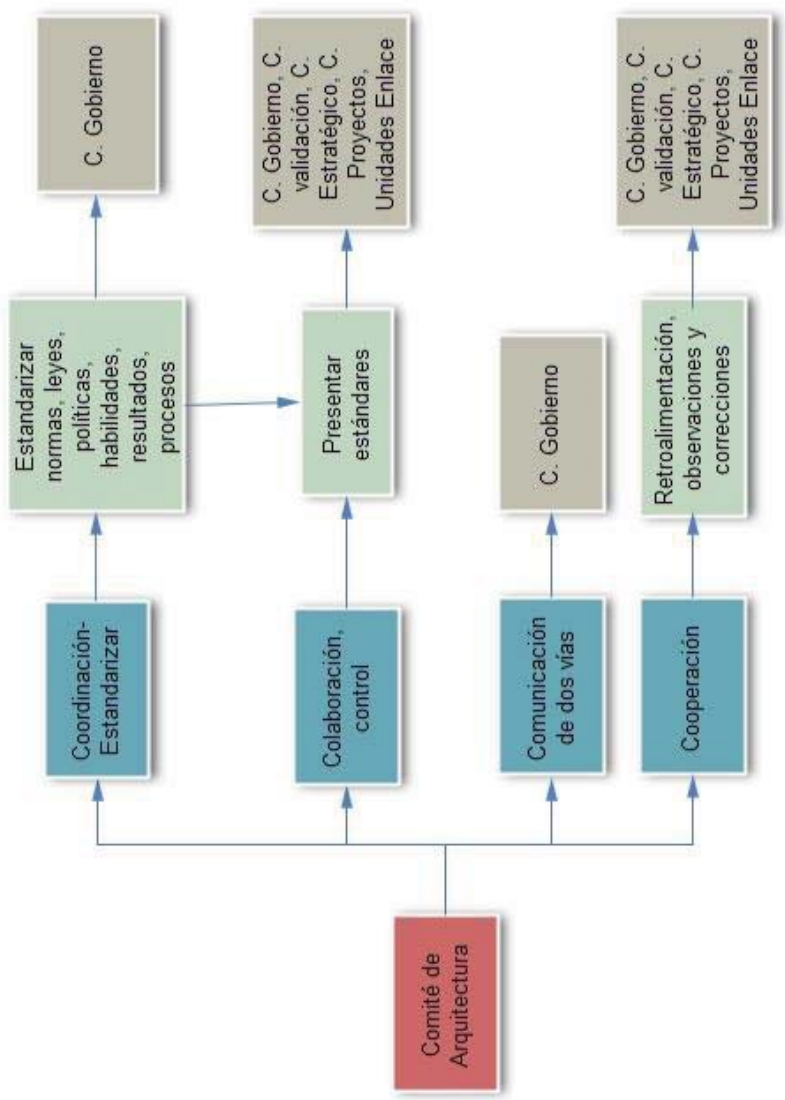 Comité de
Arquitectura
Coordinación-
Estandarizar
Estandarizar
normas, leyes,
políticas,
habilidades,
resultados,
procesos
C. Gobierno
Colaboración,
control
Presentar
estándares
C. Gobierno, C.
validación, C.
Estratégico, C.
Proyectos,
Unidades Enlace
Comunicación
de dos vías
C. Gobierno
Cooperación
Retroalimentación,
observaciones y
correcciones
C. Gobierno, C.
validación, C.
Estratégico, C.
Proyectos,
Unidades Enlace